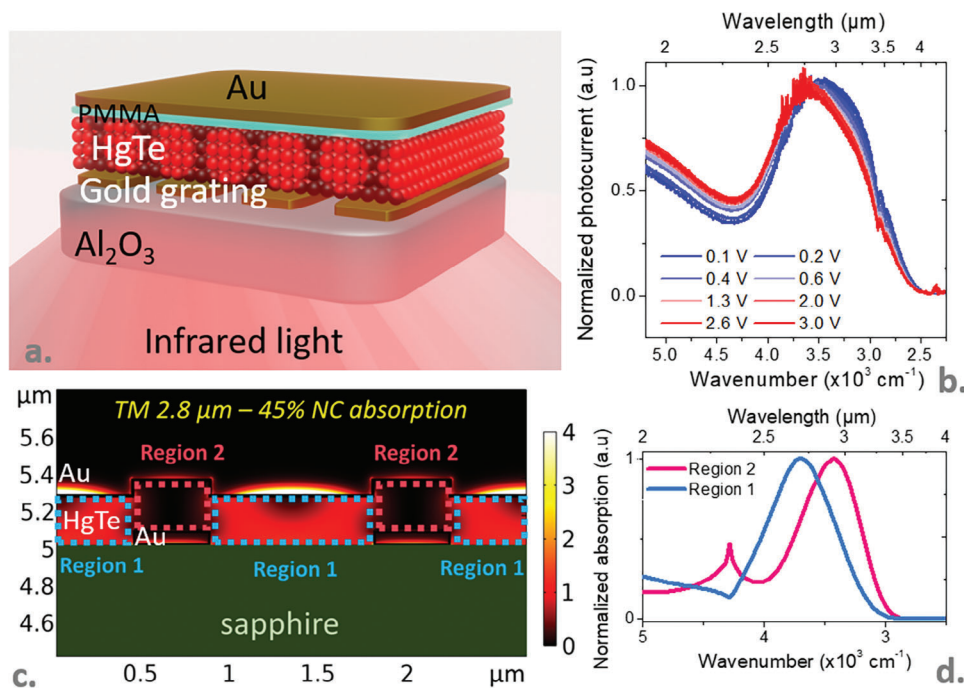 Au
PMMA
HgTe
Gold grating
Al₂O₃
Infrared light
a.
Wavelength (µm)
2 2.5 3 3.5 4
Normalized photocurrent (a.u)
1.0
0.5
0.0
0.1 V 0.2 V
0.4 V 0.6 V
1.3 V 2.0 V
2.6 V 3.0 V
5.0 4.5 4.0 3.5 3.0 2.5
Wavenumber (x10³ cm⁻¹)
b.
µm
TM 2.8 µm – 45% NC absorption
5.6
5.4
5.2
5
4.8
4.6
Au
Region 2
Region 2
HgTe
Au
Region 1
Region 1
Region 1
sapphire
4
3
2
1
0
0.5 1 1.5 2 µm
c.
Wavelength (µm)
2 3 4
Normalized absorption (a.u)
1
0
Region 2
Region 1
5 4 3
Wavenumber (x10³ cm⁻¹)
d.